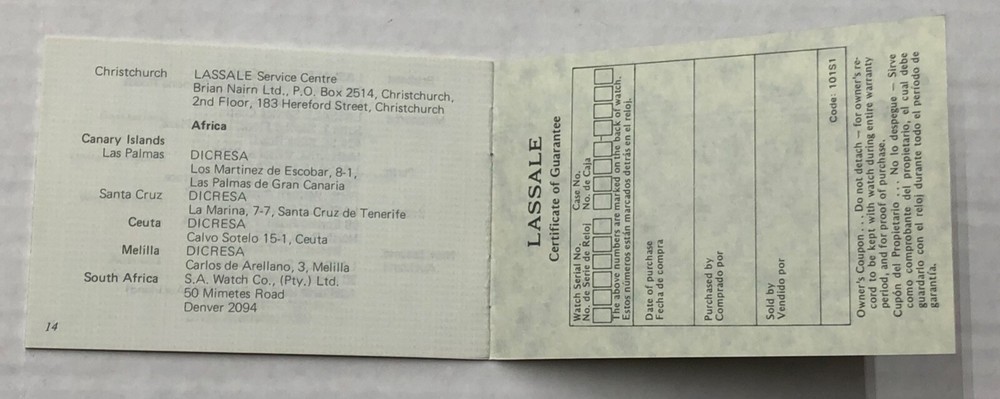 Christchurch LASSALE Service Centre
Brian Nairn Ltd., P.O. Box 2514, Christchurch,
2nd Floor, 183 Hereford Street, Christchurch
Africa
Canary Islands
Las Palmas DICRESA
Los Martinez de Escobar, 8-1,
Las Palmas de Gran Canaria
Santa Cruz DICRESA
La Marina, 7-7, Santa Cruz de Tenerife
Ceuta DICRESA
Calvo Sotelo 15-1, Ceuta
Melilla DICRESA
Carlos de Arellano, 3, Melilla
South Africa S.A. Watch Co., (Pty.) Ltd.
50 Mimetes Road
Denver 2094
14
LASSALE
Certificate of Guarantee
Watch Serial No. Case No.
No. de Serie de Reloj No. de Caja
The above numbers are marked on the back of watch.
Estos números están marcados detrás en el reloj.
Date of purchase
Fecha de compra
Purchased by
Comprado por
Sold by
Vendido por
Code: 101S1
Owner's Coupon . . . Do not detach — for owner's re-
cord to be kept with watch during entire warranty
period, and for proof of purchase.
Cupón del Propietario . . . No lo despegue — Sirve
como comprobante del propietario, el cual debe
guardario con el reloj durante todo el período de
garantía.